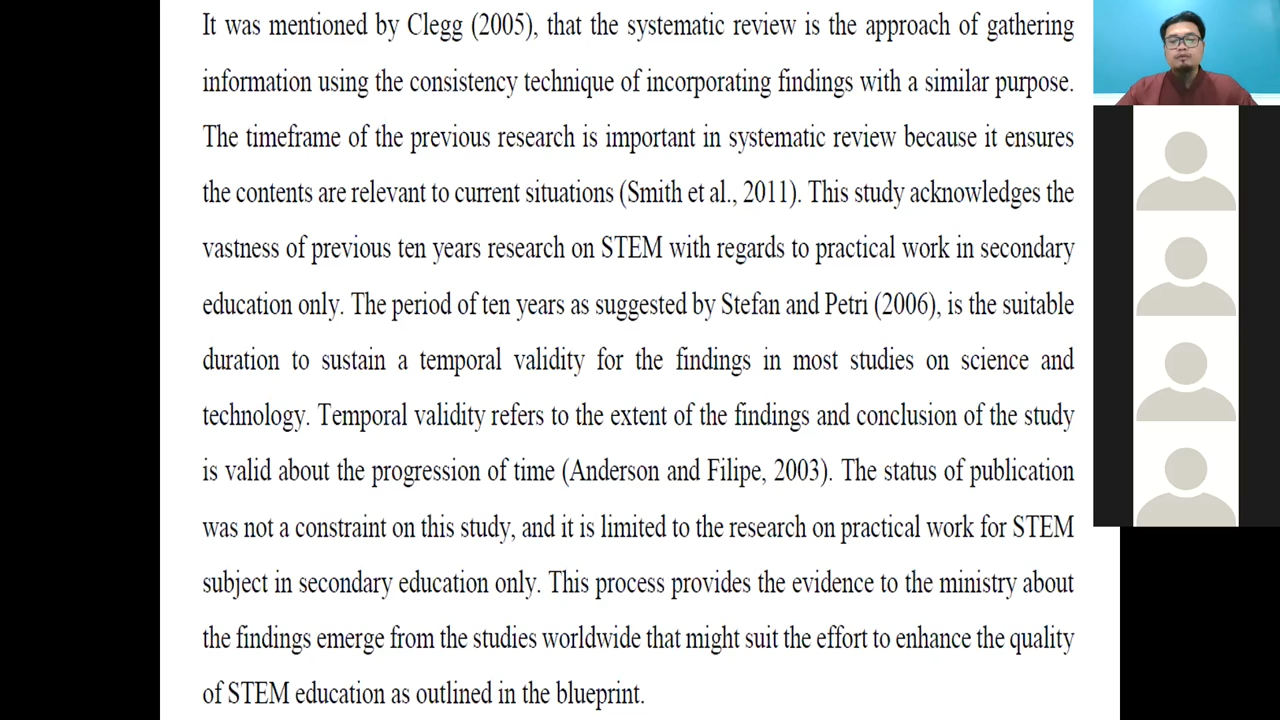 It was mentioned by Clegg (2005), that the systematic review is the approach of gathering
information using the consistency technique of incorporating findings with a similar purpose.
The timeframe of the previous research is important in systematic review because it ensures
the contents are relevant to current situations (Smith et al., 2011). This study acknowledges the
vastness of previous ten years research on STEM with regards to practical work in secondary
education only. The period of ten years as suggested by Stefan and Petri (2006), is the suitable
duration to sustain a temporal validity for the findings in most studies on science and
technology. Temporal validity refers to the extent of the findings and conclusion of the study
is valid about the progression of time (Anderson and Filipe, 2003). The status of publication
was not a constraint on this study, and it is limited to the research on practical work for STEM
subject in secondary education only. This process provides the evidence to the ministry about
the findings emerge from the studies worldwide that might suit the effort to enhance the quality
of STEM education as outlined in the blueprint.